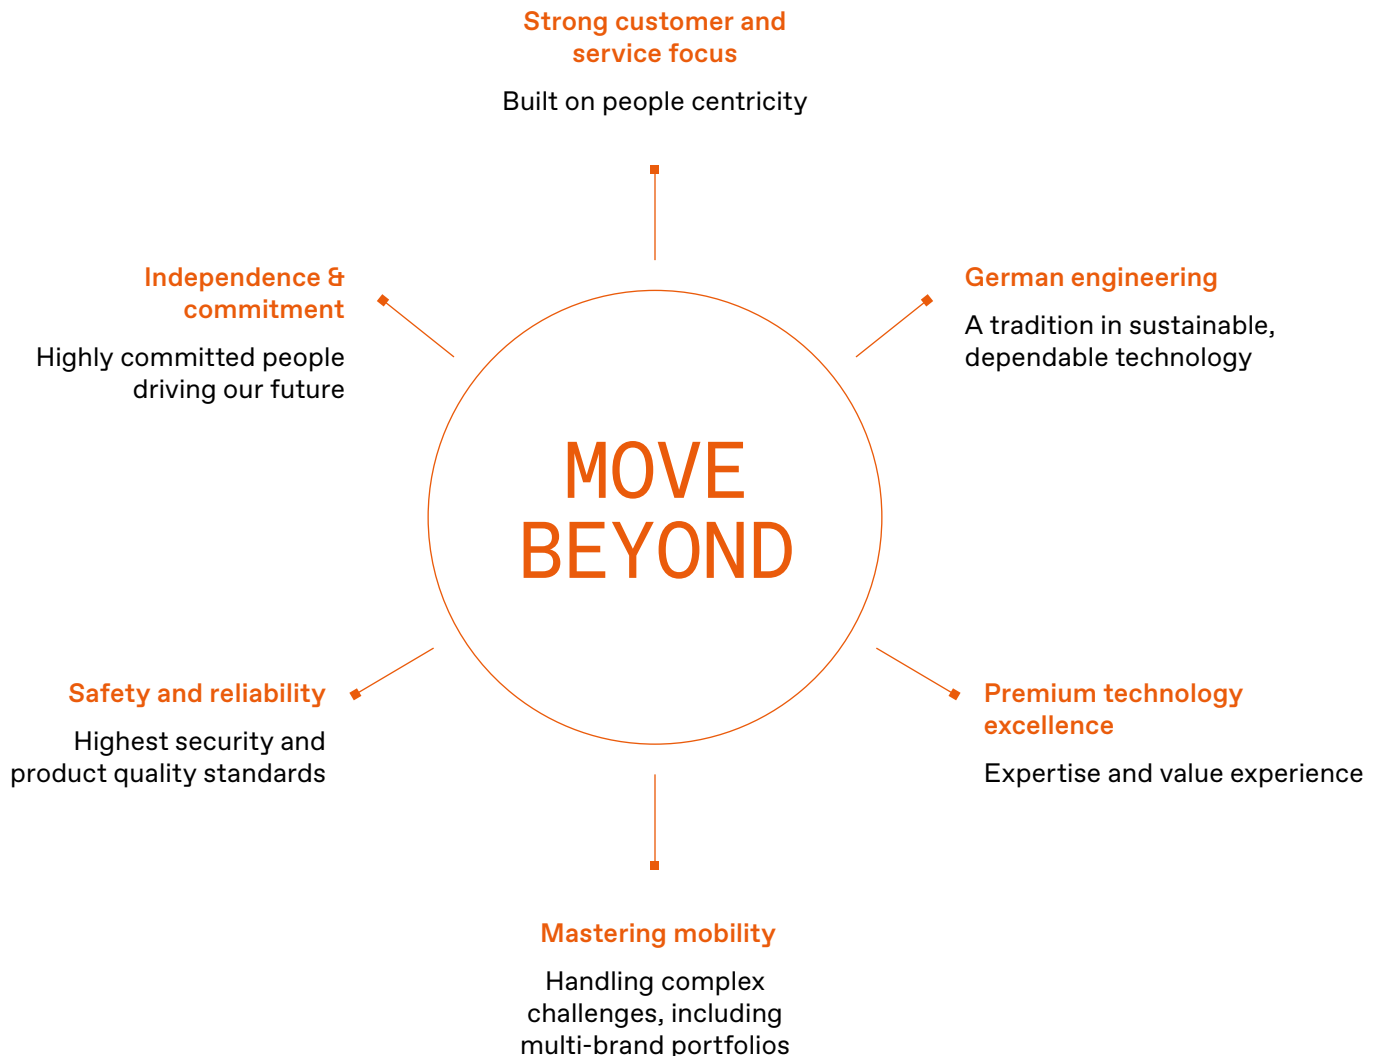 Strong customer and
service focus
Built on people centricity
Independence &
commitment
Highly committed people
driving our future
German engineering
A tradition in sustainable,
dependable technology
MOVE
BEYOND
Safety and reliability
Highest security and
product quality standards
Premium technology
excellence
Expertise and value experience
Mastering mobility
Handling complex
challenges, including
multi-brand portfolios